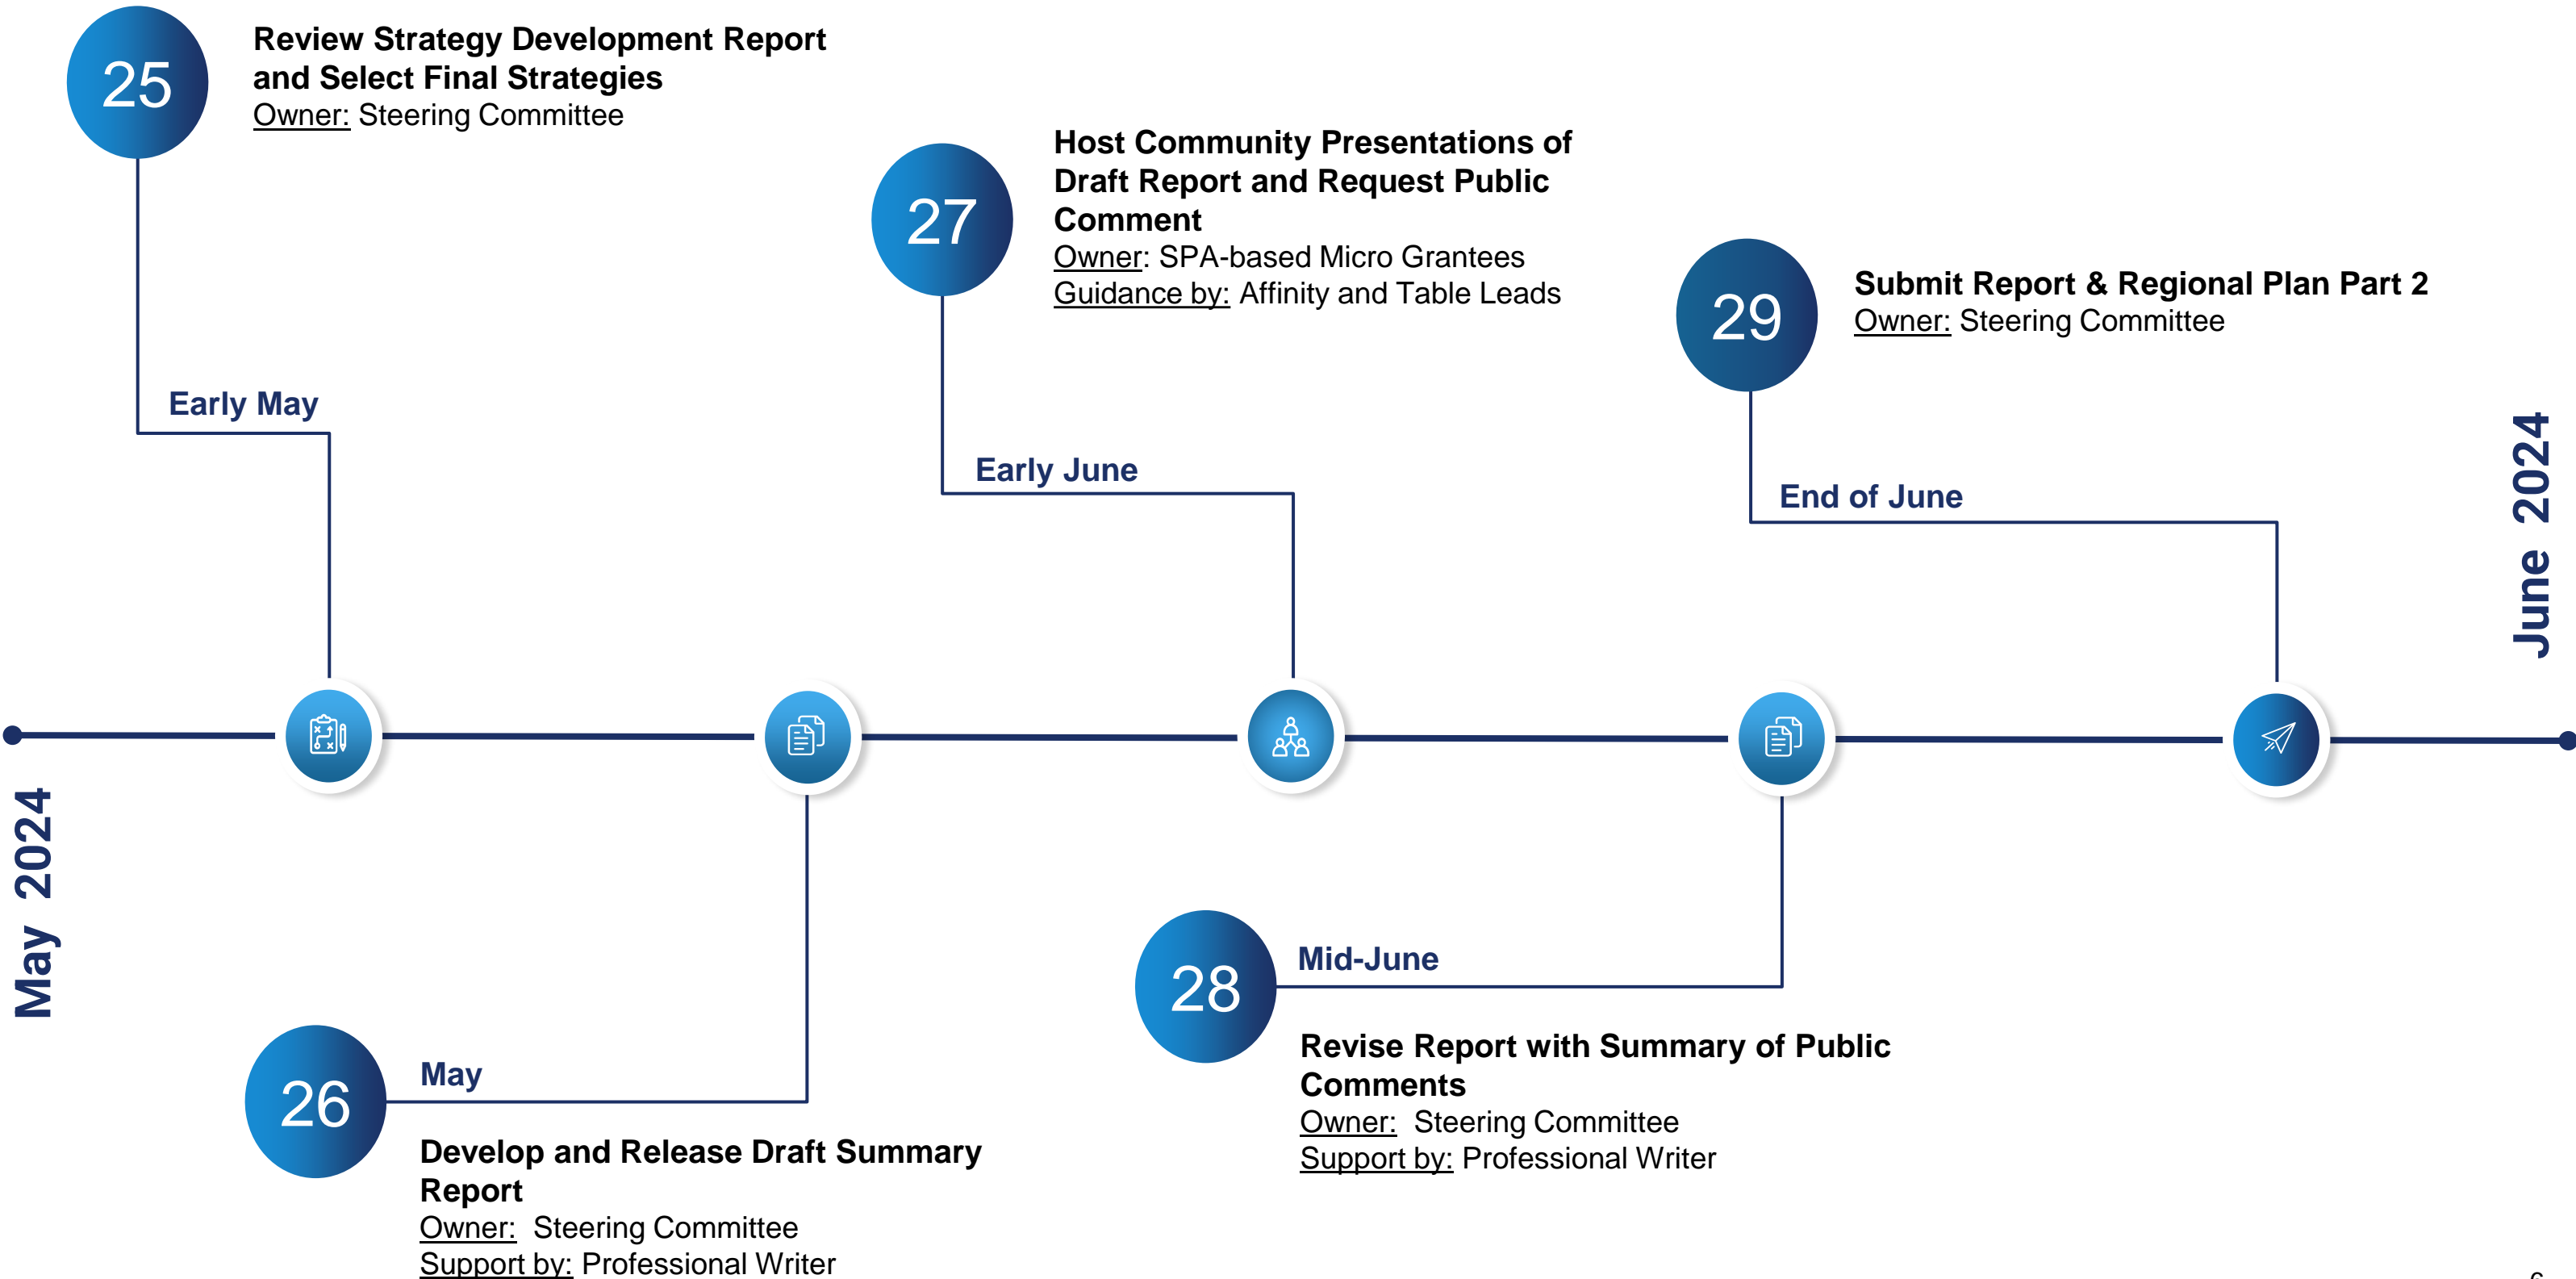 25
Review Strategy Development Report
and Select Final Strategies
Owner: Steering Committee
Early May
27
Host Community Presentations of
Draft Report and Request Public
Comment
Owner: SPA-based Micro Grantees
Guidance by: Affinity and Table Leads
Early June
29
Submit Report & Regional Plan Part 2
Owner: Steering Committee
End of June
June 2024
May 2024
26
May
Develop and Release Draft Summary
Report
Owner: Steering Committee
Support by: Professional Writer
28
Mid-June
Revise Report with Summary of Public
Comments
Owner: Steering Committee
Support by: Professional Writer